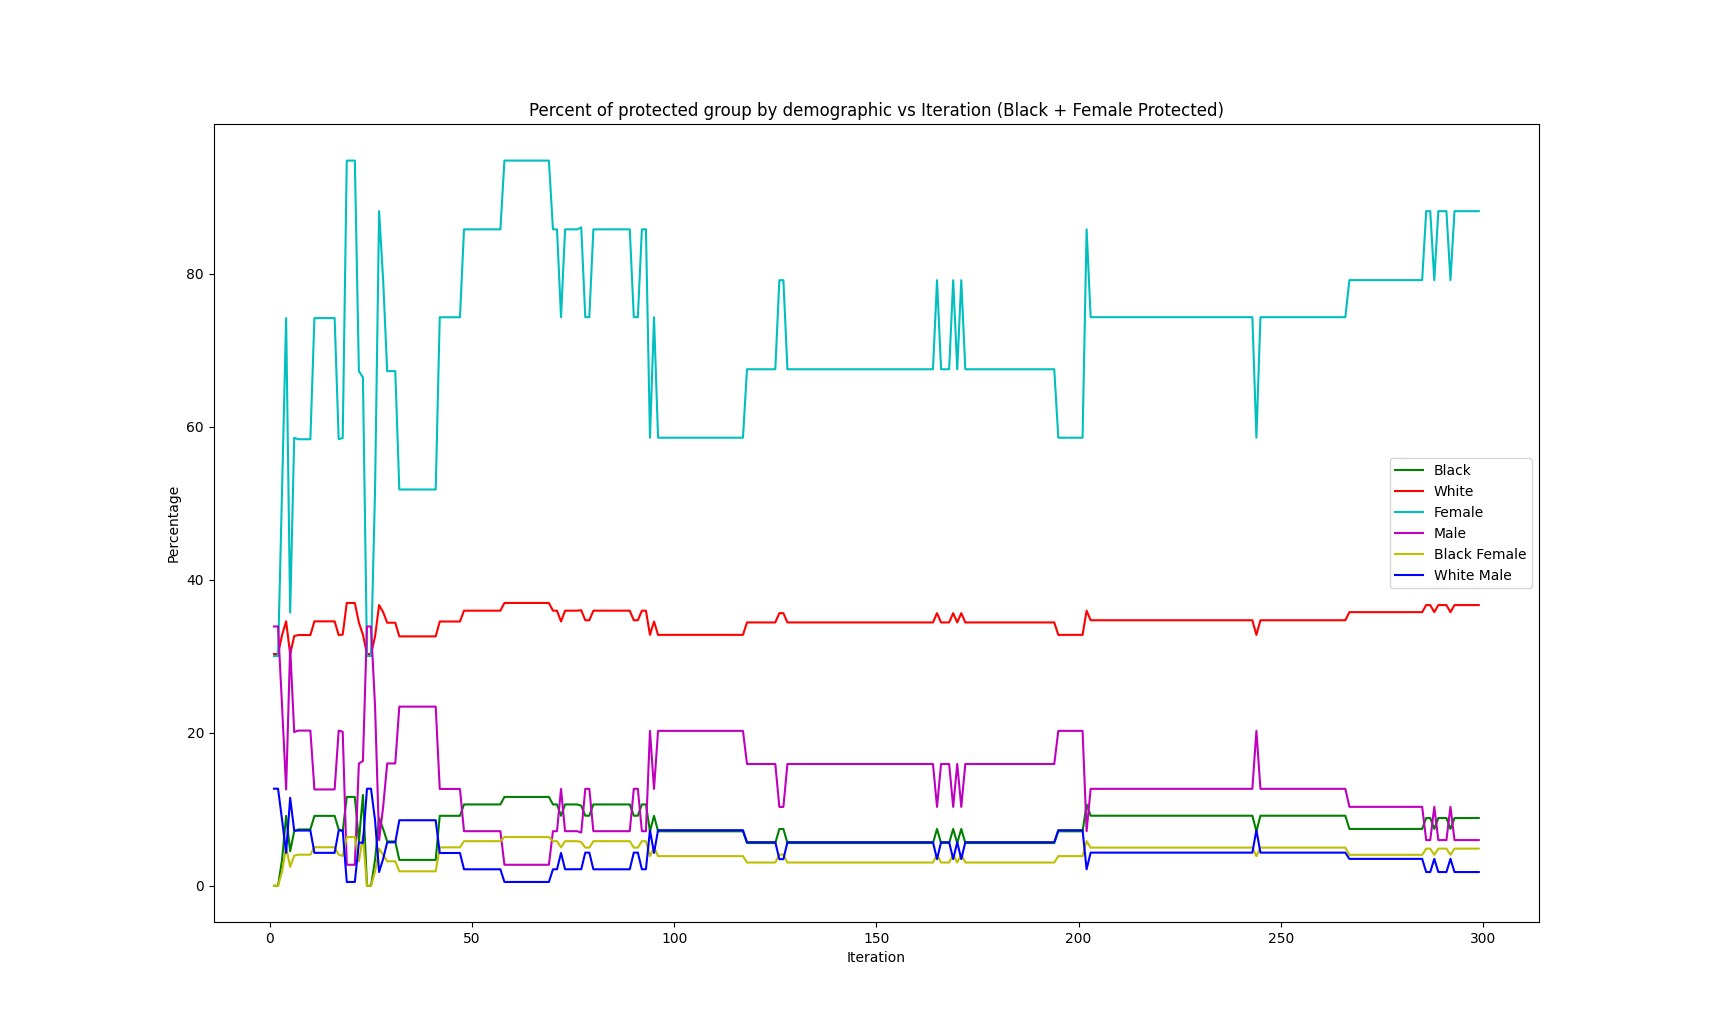 Percent of protected group by demographic vs Iteration (Black + Female Protected)
Percentage
80
60
40
20
0
Black
White
Female
Male
Black Female
White Male
0 50 100 150 200 250 300
Iteration